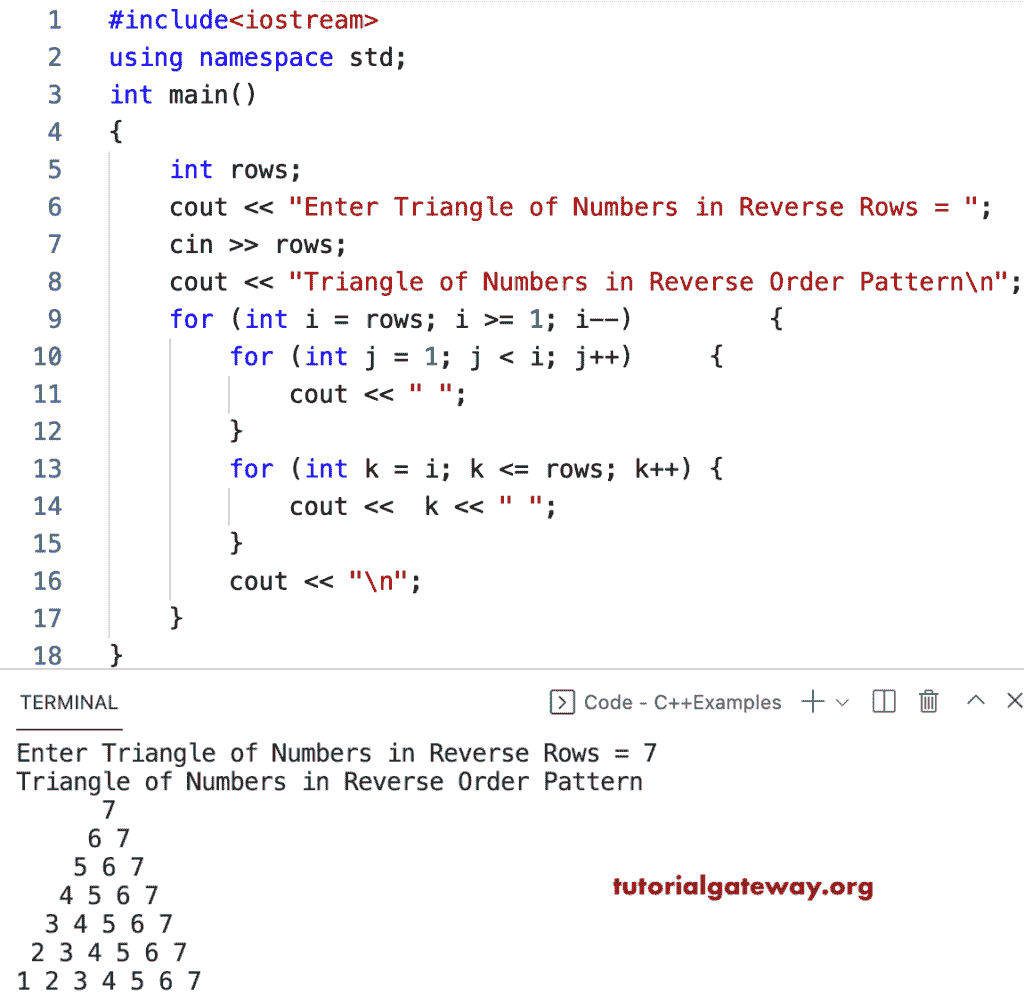 1 #include<iostream>
2 using namespace std;
3 int main()
4 {
5     int rows;
6     cout << "Enter Triangle of Numbers in Reverse Rows = ";
7     cin >> rows;
8     cout << "Triangle of Numbers in Reverse Order Pattern\n";
9     for (int i = rows; i >= 1; i--)         {
10         for (int j = 1; j < i; j++)     {
11             cout << " ";
12         }
13         for (int k = i; k <= rows; k++) {
14             cout <<  k << " ";
15         }
16         cout << "\n";
17     }
18 }
TERMINAL Code - C++Examples
Enter Triangle of Numbers in Reverse Rows = 7
Triangle of Numbers in Reverse Order Pattern
      7
     6 7
    5 6 7
   4 5 6 7
  3 4 5 6 7
 2 3 4 5 6 7
1 2 3 4 5 6 7
tutorialgateway.org